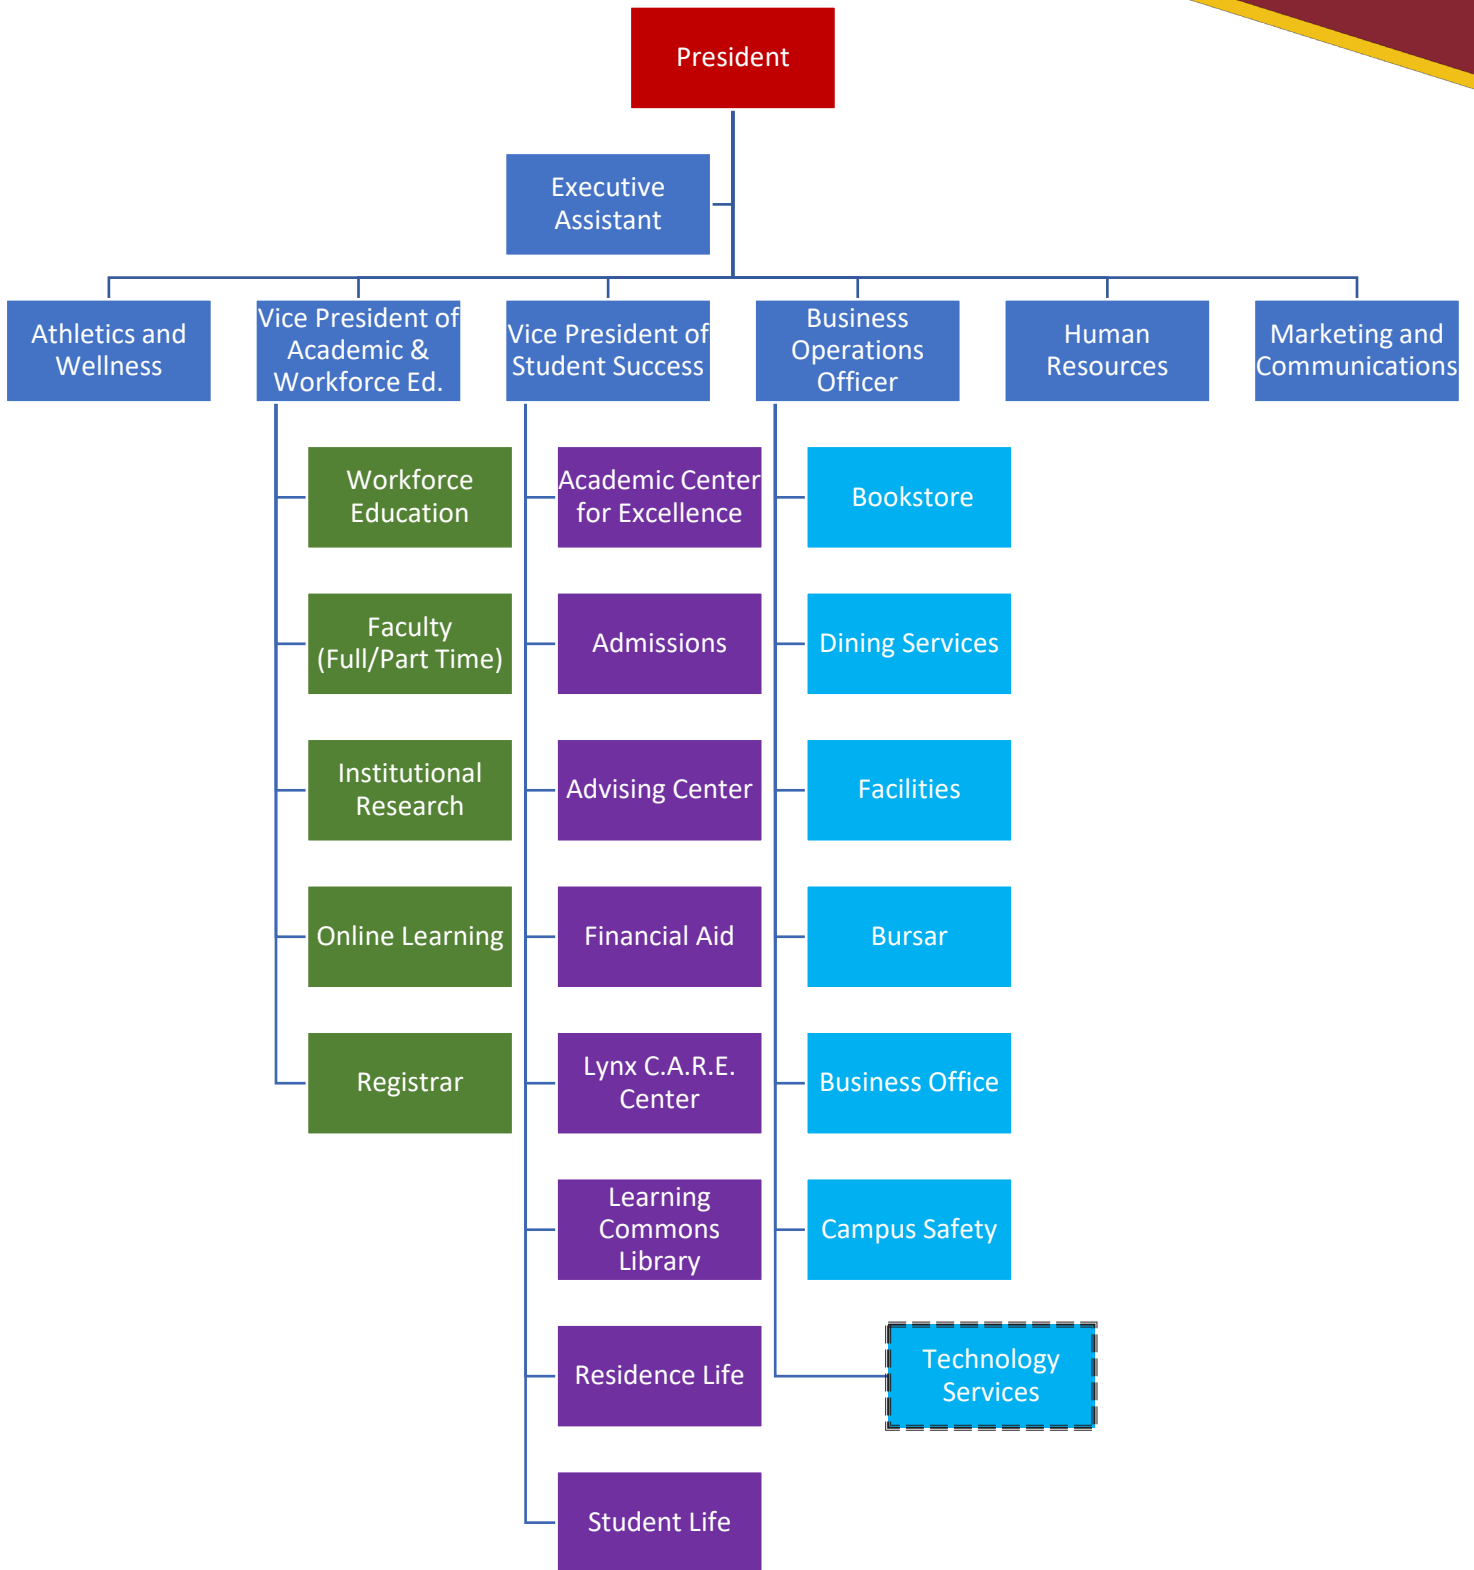 President
Executive
Assistant
Athletics and
Wellness
Vice President of
Academic &
Workforce Ed.
Vice President of
Student Success
Business
Operations
Officer
Human
Resources
Marketing and
Communications
Workforce
Education
Faculty
(Full/Part Time)
Institutional
Research
Online Learning
Registrar
Academic Center
for Excellence
Admissions
Advising Center
Financial Aid
Lynx C.A.R.E.
Center
Learning
Commons
Library
Residence Life
Student Life
Bookstore
Dining Services
Facilities
Bursar
Business Office
Campus Safety
Technology
Services